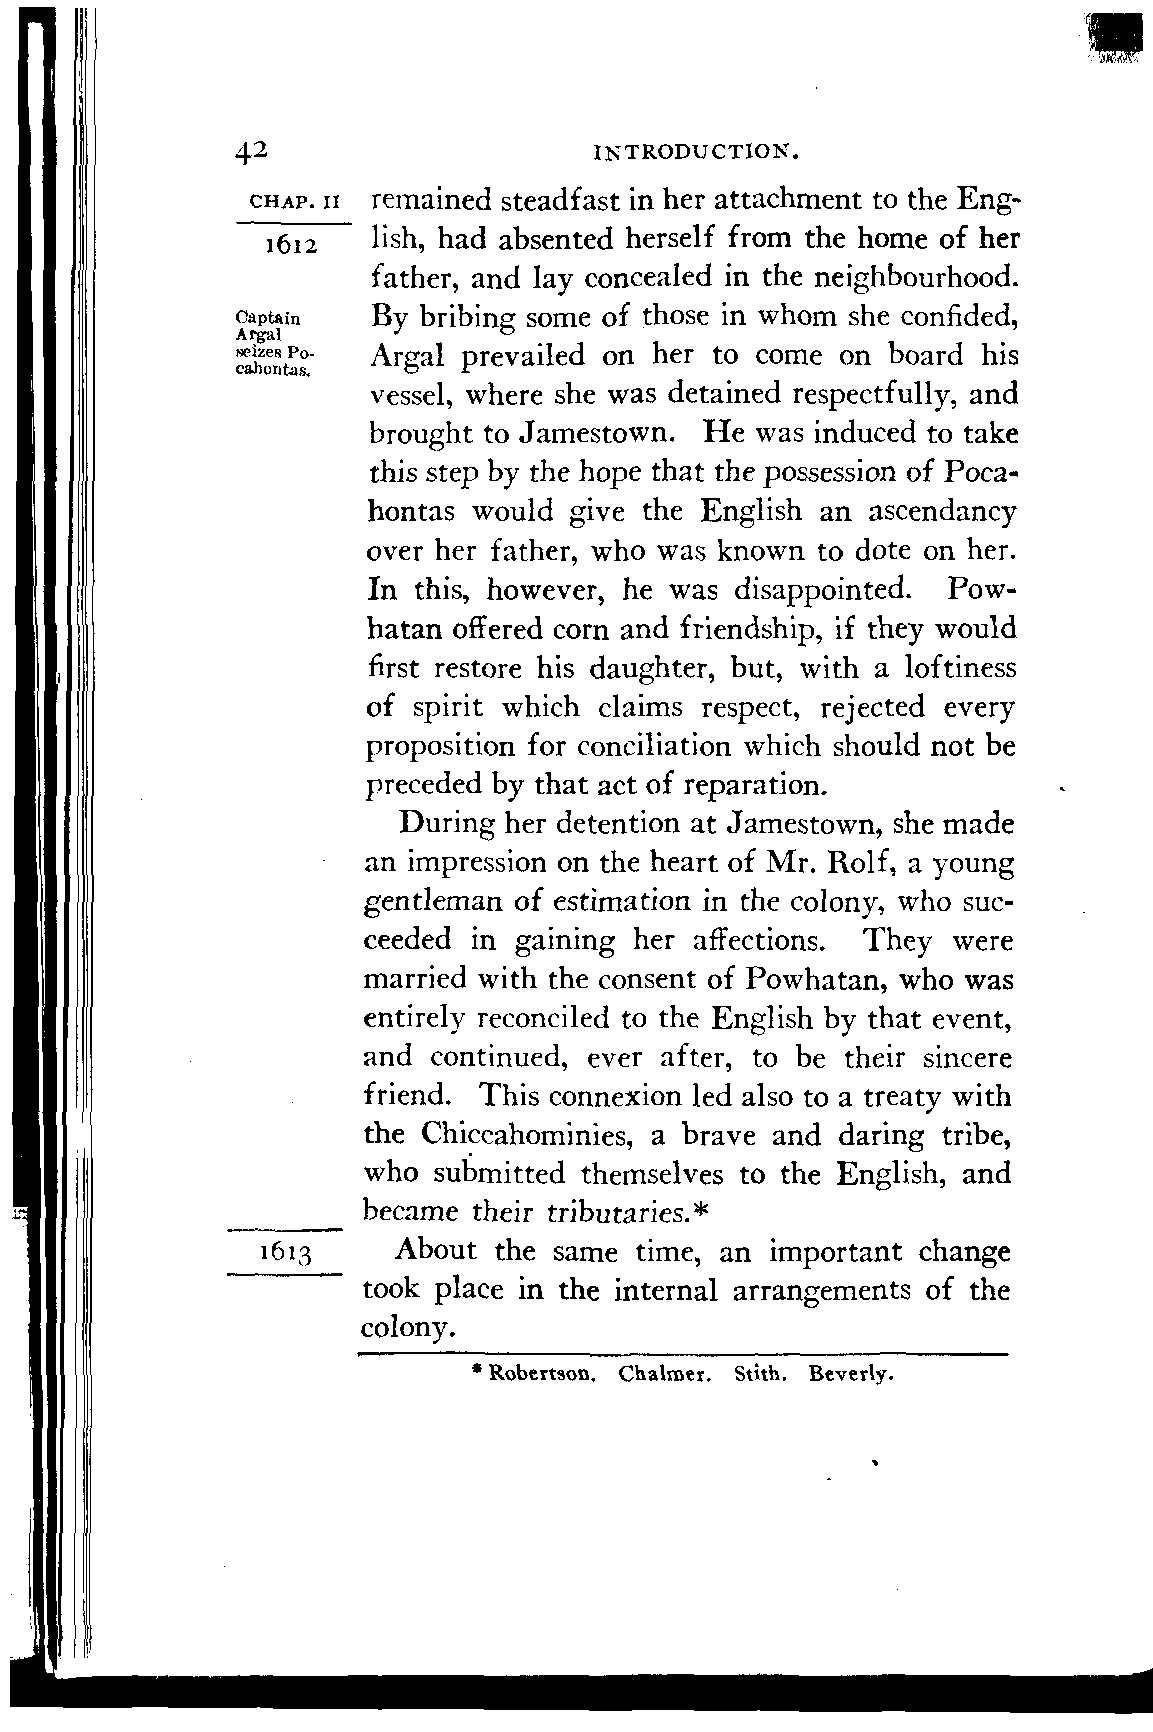 42 INTRODUCTION.
CHAP. II remained steadfast in her attachment to the Eng-
1612 lish, had absented herself from the home of her
father, and lay concealed in the neighbourhood.
Captain
Argal
seizes Po-
cahontas.
By bribing some of those in whom she confided,
Argal prevailed on her to come on board his
vessel, where she was detained respectfully, and
brought to Jamestown. He was induced to take
this step by the hope that the possession of Poca-
hontas would give the English an ascendancy
over her father, who was known to dote on her.
In this, however, he was disappointed. Pow-
hatan offered corn and friendship, if they would
first restore his daughter, but, with a loftiness
of spirit which claims respect, rejected every
proposition for conciliation which should not be
preceded by that act of reparation.
During her detention at Jamestown, she made
an impression on the heart of Mr. Rolf, a young
gentleman of estimation in the colony, who suc-
ceeded in gaining her affections. They were
married with the consent of Powhatan, who was
entirely reconciled to the English by that event,
and continued, ever after, to be their sincere
friend. This connexion led also to a treaty with
the Chiccahominies, a brave and daring tribe,
who submitted themselves to the English, and
became their tributaries.*
1613 About the same time, an important change
took place in the internal arrangements of the
colony.
* Robertson. Chalmer. Stith. Beverly.